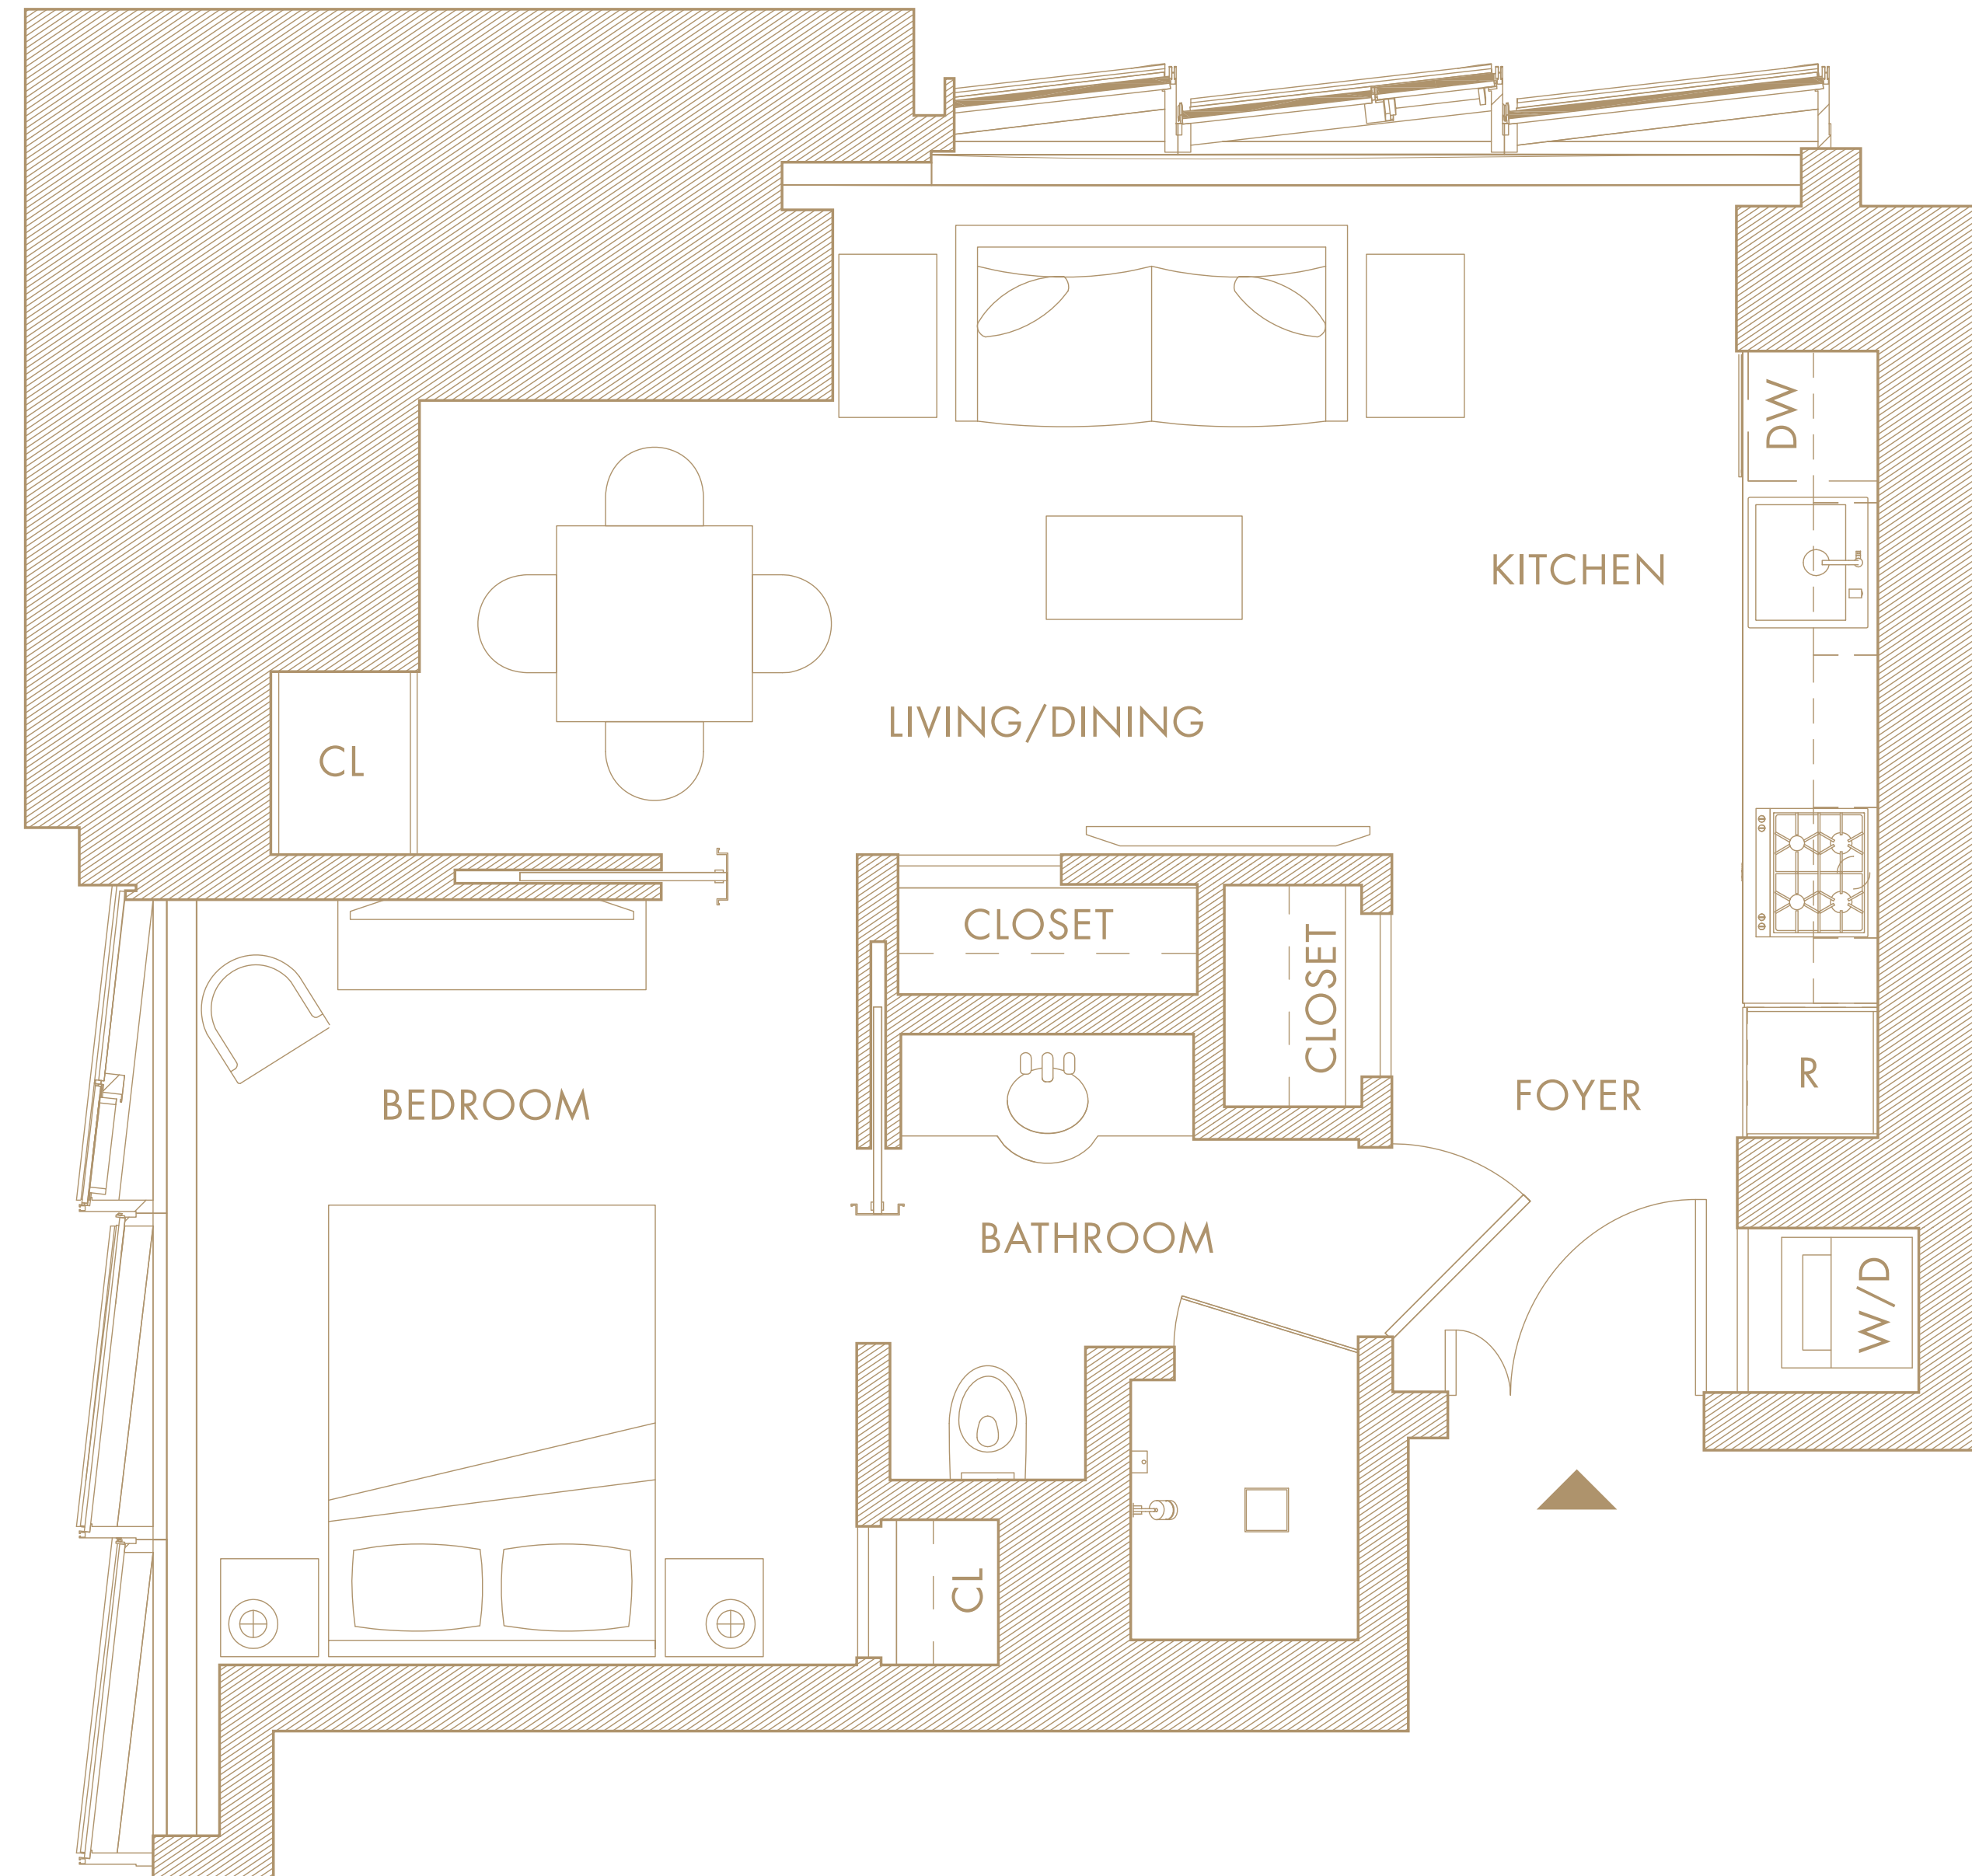 DW
KITCHEN
LIVING/DINING
CL
CLOSET
CLOSET
BEDROOM
FOYER
R
BATHROOM
W/D
CL